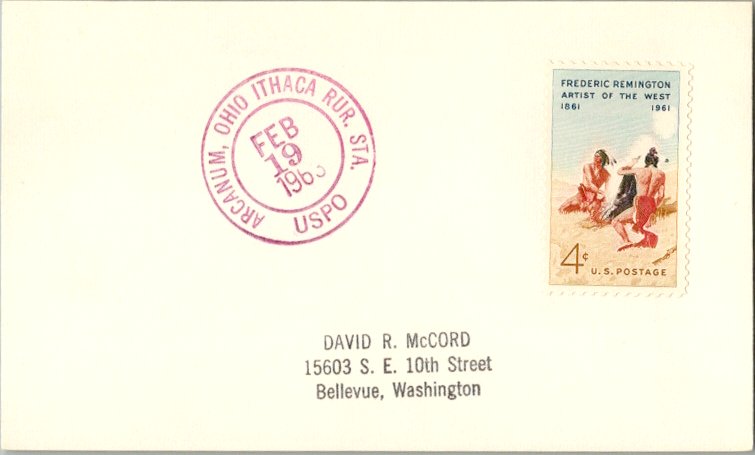 ARCANUM, OHIO ITHACA RUR. STA.
FEB
19
USPO
FREDERIC REMINGTON
ARTIST OF THE WEST
1861 1961
4¢ U.S. POSTAGE
DAVID R. McCORD
15603 S. E. 10th Street
Bellevue, Washington